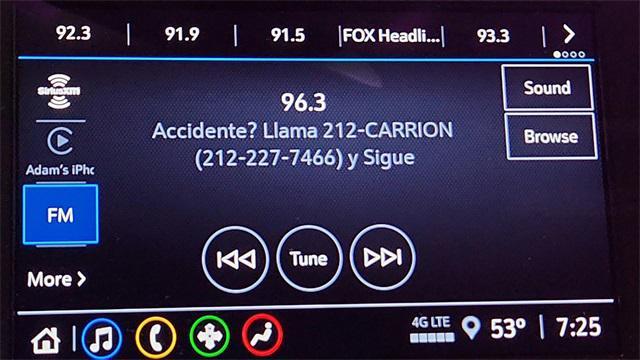 92.3
91.9
91.5
FOX Headli...
93.3
SiriusXM
Adam's iPhc
FM
More
96.3
Accidente? Llama 212-CARRION
(212-227-7466) y Sigue
Sound
Browse
Tune
4G LTE
53°
7:25